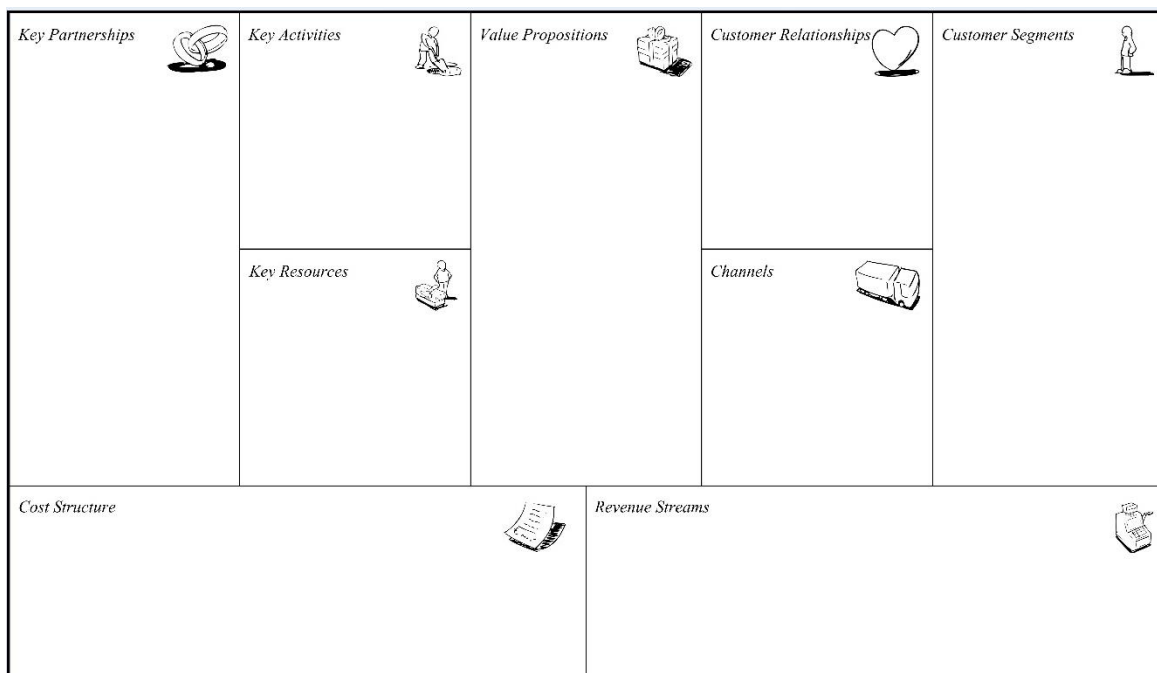 Key Partnerships
Key Activities
Value Propositions
Customer Relationships
Customer Segments
Key Resources
Channels
Cost Structure
Revenue Streams